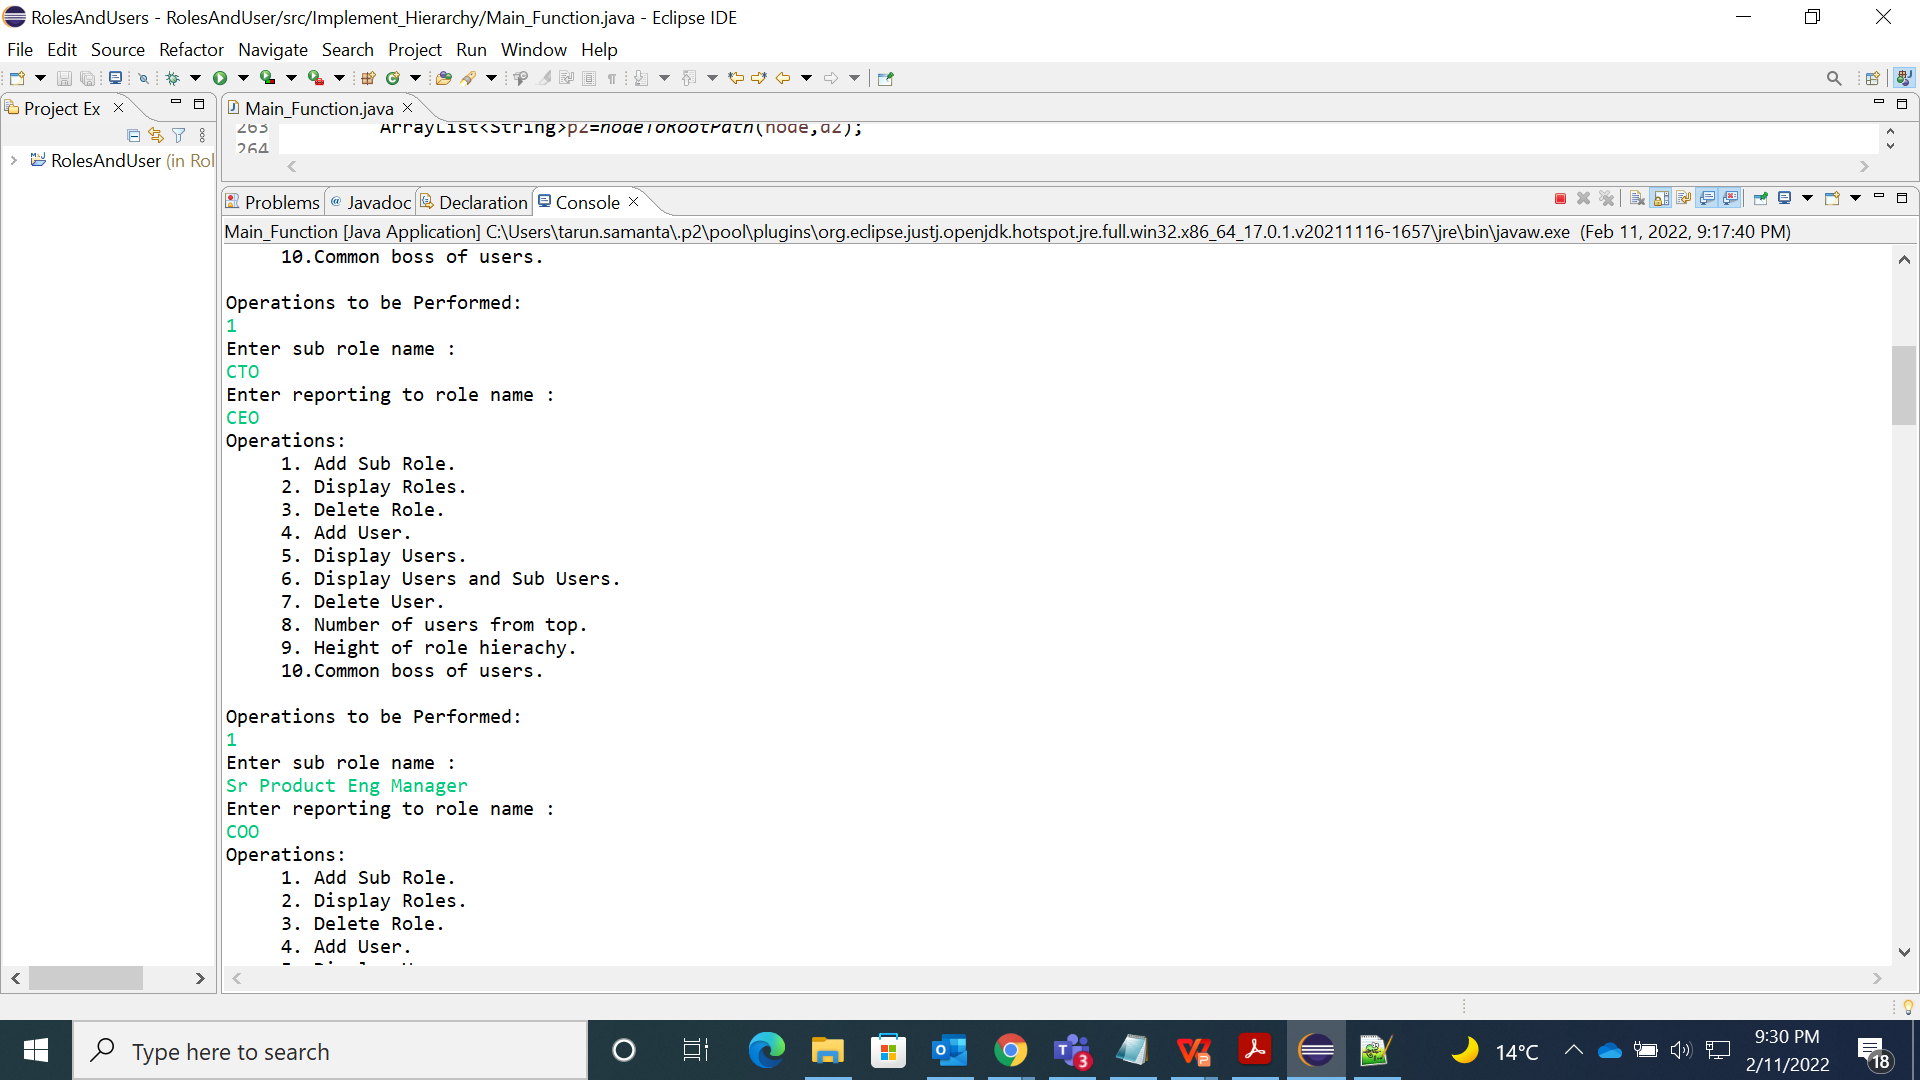 RolesAndUsers - RolesAndUser/src/Implement_Hierarchy/Main_Function.java - Eclipse IDE
File Edit Source Refactor Navigate Search Project Run Window Help
Project Ex
Main_Function.java
263 ArrayList<String>p2=nodeToRootPath(node,d2);
264
RolesAndUser (in Rol
Problems @ Javadoc Declaration Console
Main_Function [Java Application] C:\Users\tarun.samanta\.p2\pool\plugins\org.eclipse.justj.openjdk.hotspot.jre.full.win32.x86_64_17.0.1.v20211116-1657\jre\bin\javaw.exe (Feb 11, 2022, 9:17:40 PM)
10.Common boss of users.
Operations to be Performed:
1
Enter sub role name :
CTO
Enter reporting to role name :
CEO
Operations:
1. Add Sub Role.
2. Display Roles.
3. Delete Role.
4. Add User.
5. Display Users.
6. Display Users and Sub Users.
7. Delete User.
8. Number of users from top.
9. Height of role hierachy.
10.Common boss of users.
Operations to be Performed:
1
Enter sub role name :
Sr Product Eng Manager
Enter reporting to role name :
COO
Operations:
1. Add Sub Role.
2. Display Roles.
3. Delete Role.
4. Add User.
Type here to search
3
14°C
9:30 PM
2/11/2022
18